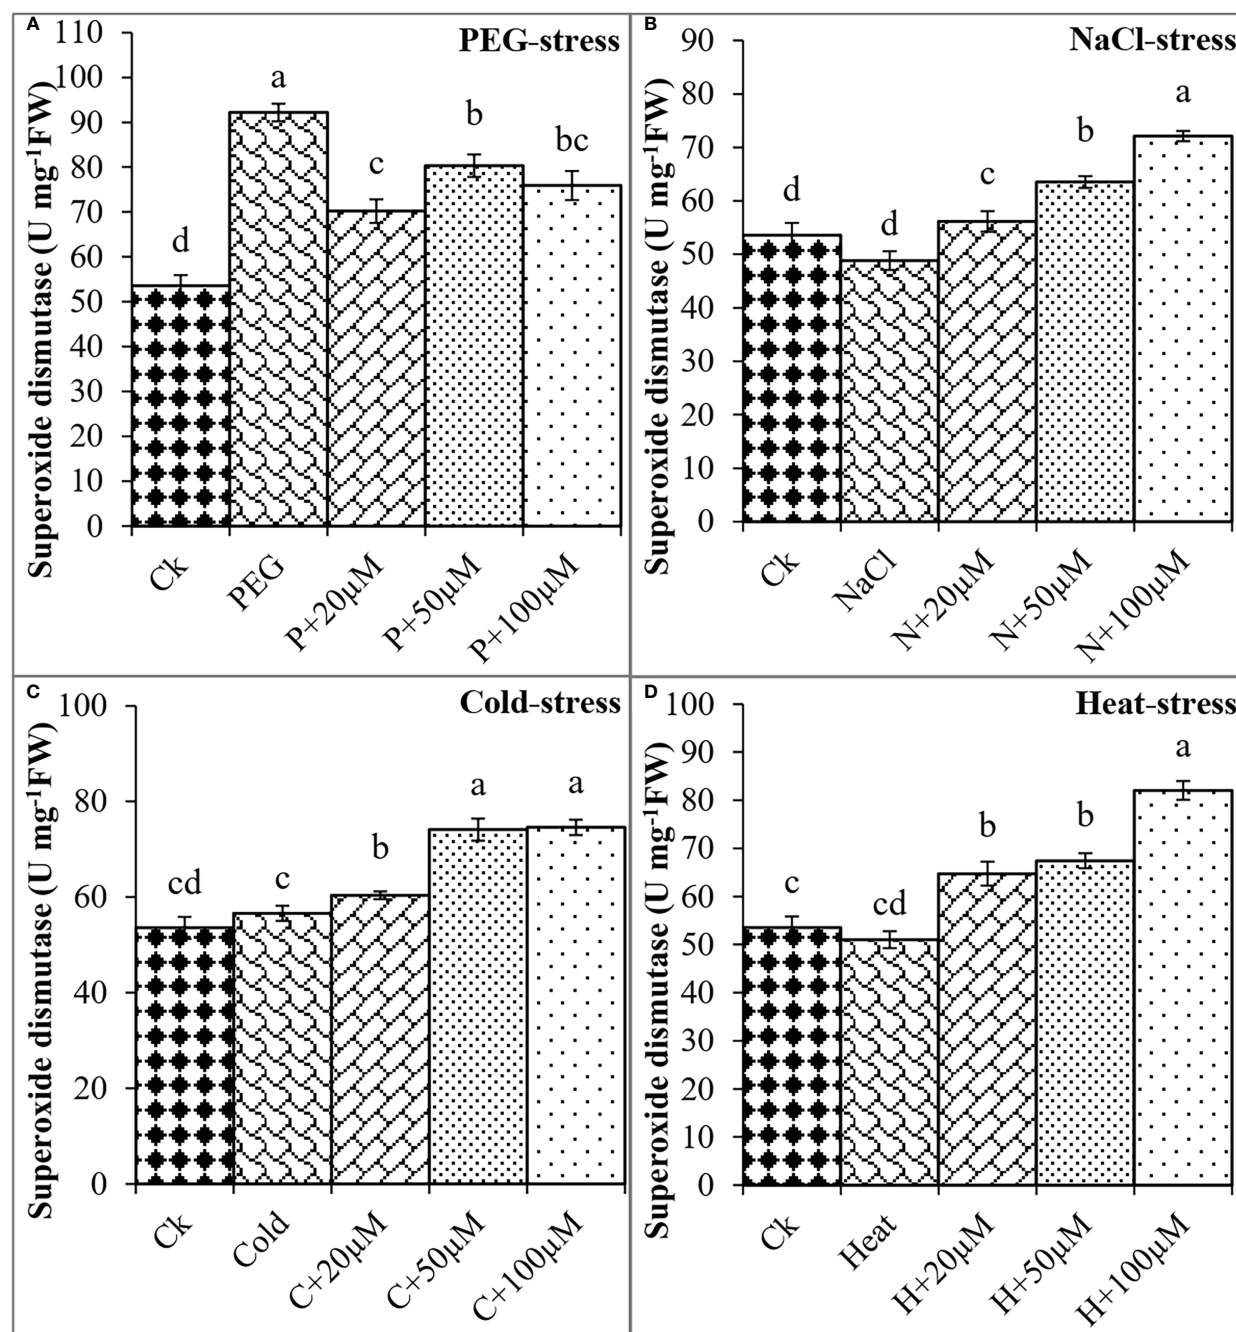 A
PEG-stress
Superoxide dismutase (U mg⁻¹FW)
110
100
90
80
70
60
50
40
30
20
10
0
d
a
c
b
bc
Ck
PEG
P+20μM
P+50μM
P+100μM
B
NaCl-stress
Superoxide dismutase (U mg⁻¹FW)
90
80
70
60
50
40
30
20
10
0
d
d
c
b
a
Ck
NaCl
N+20μM
N+50μM
N+100μM
C
Cold-stress
Superoxide dismutase (U mg⁻¹FW)
100
80
60
40
20
0
cd
c
b
a
a
Ck
Cold
C+20μM
C+50μM
C+100μM
D
Heat-stress
Superoxide dismutase (U mg⁻¹FW)
100
90
80
70
60
50
40
30
20
10
0
c
cd
b
b
a
Ck
Heat
H+20μM
H+50μM
H+100μM